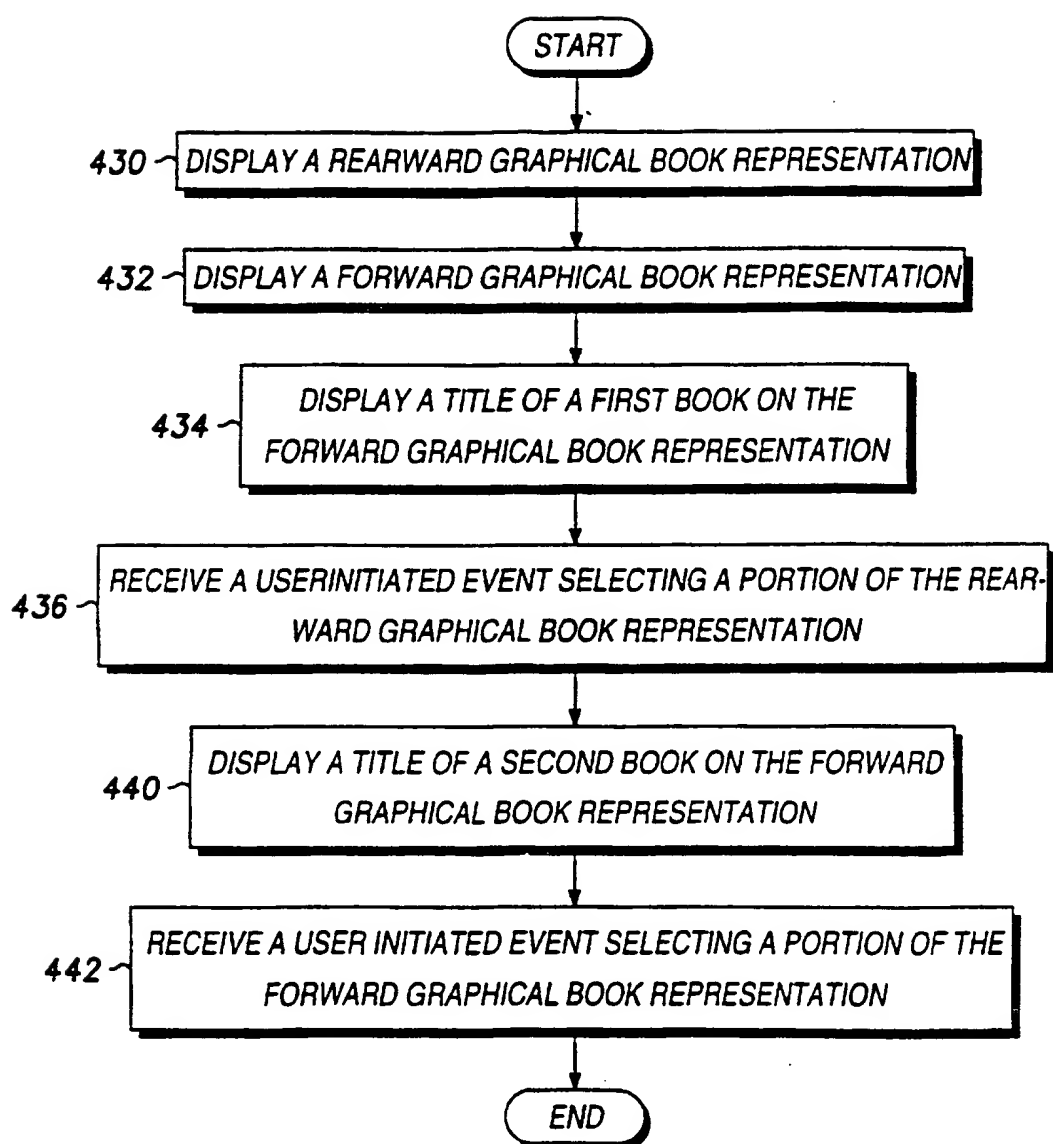 START
430 DISPLAY A REARWARD GRAPHICAL BOOK REPRESENTATION
432 DISPLAY A FORWARD GRAPHICAL BOOK REPRESENTATION
434 DISPLAY A TITLE OF A FIRST BOOK ON THE
FORWARD GRAPHICAL BOOK REPRESENTATION
436 RECEIVE A USERINITIATED EVENT SELECTING A PORTION OF THE REAR-
WARD GRAPHICAL BOOK REPRESENTATION
440 DISPLAY A TITLE OF A SECOND BOOK ON THE FORWARD
GRAPHICAL BOOK REPRESENTATION
442 RECEIVE A USER INITIATED EVENT SELECTING A PORTION OF THE
FORWARD GRAPHICAL BOOK REPRESENTATION
END